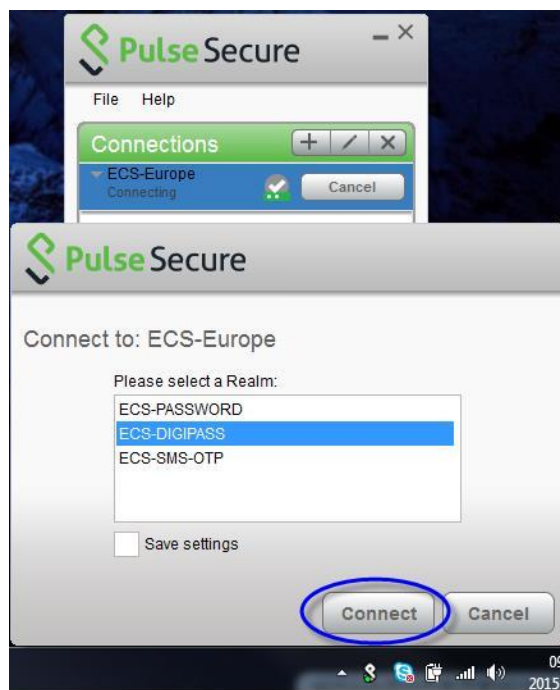 Pulse Secure
File Help
Connections
ECS-Europe
Connecting
Cancel
Pulse Secure
Connect to: ECS-Europe
Please select a Realm:
ECS-PASSWORD
ECS-DIGIPASS
ECS-SMS-OTP
Save settings
Connect Cancel
2015